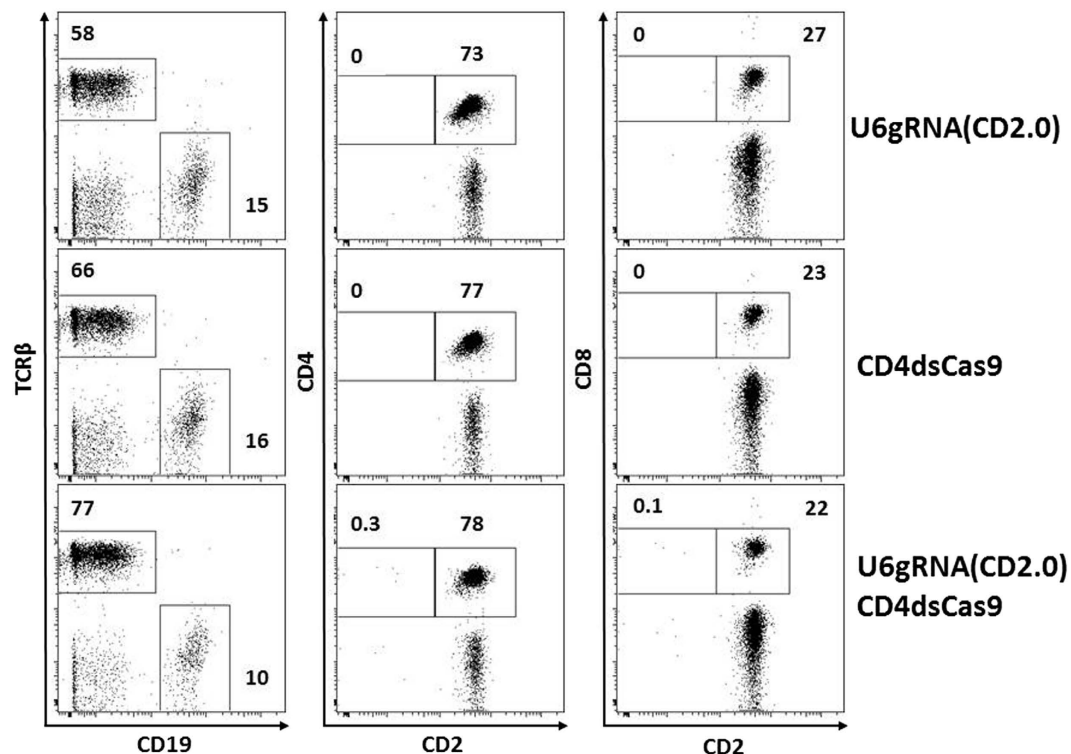 58
0
73
0
27
U6gRNA(CD2.0)
15
66
0
77
0
23
CD4dsCas9
16
77
0.3
78
0.1
22
U6gRNA(CD2.0)
CD4dsCas9
10
TCRβ
CD4
CD8
CD19
CD2
CD2